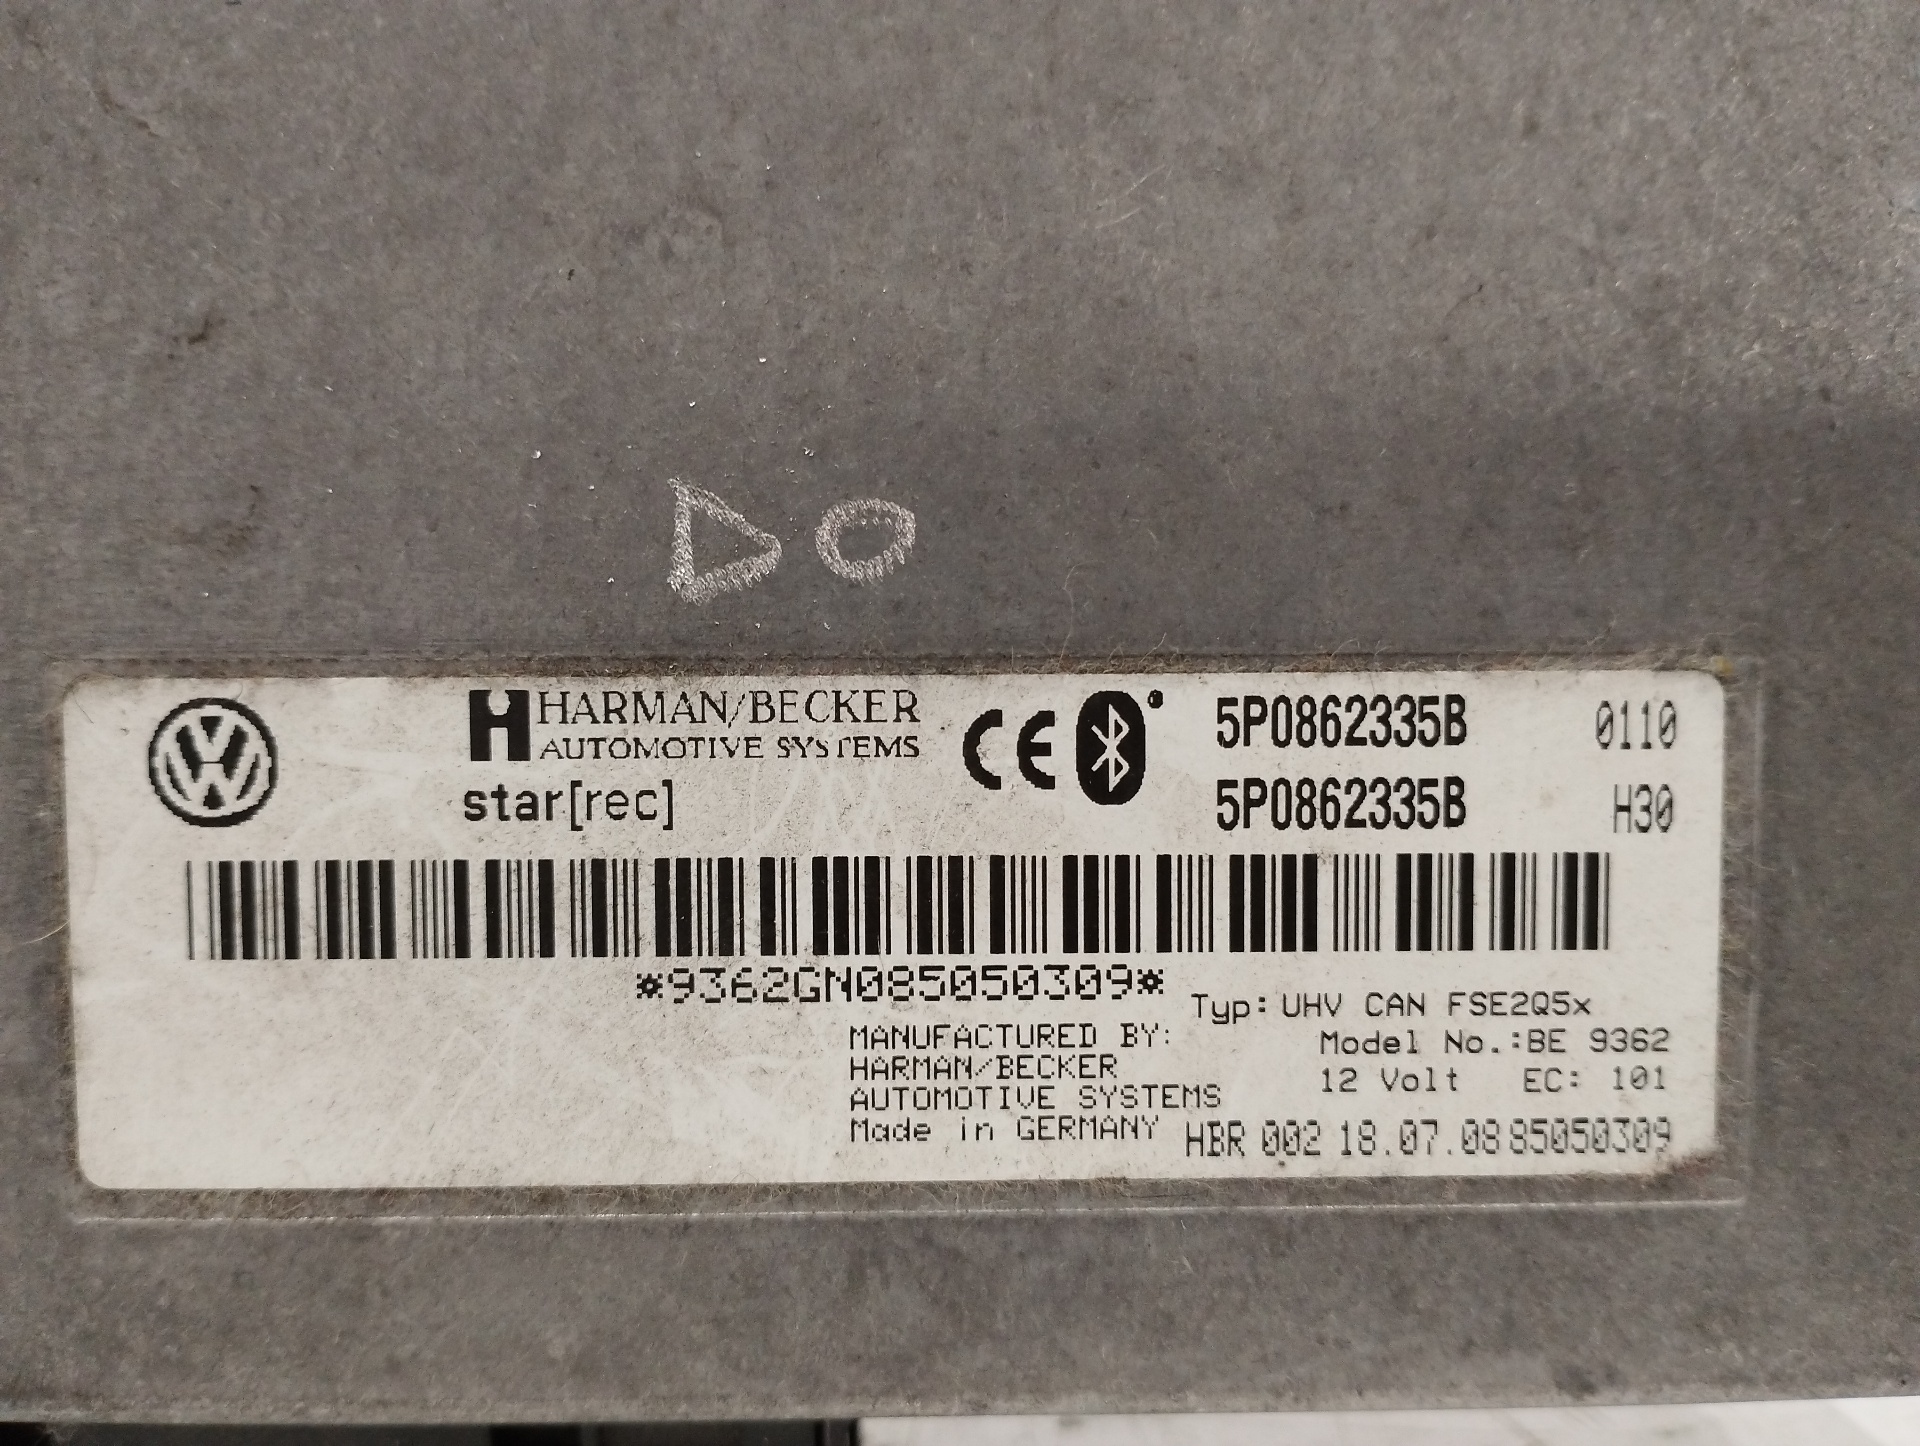 DO
HARMAN/BECKER
AUTOMOTIVE SYSTEMS
star[rec]
CE
5P0862335B 0110
5P0862335B H30
*9362GN085050309*
Typ: UHV CAN FSE2Q5x
Model No.:BE 9362
12 Volt EC: 101
MANUFACTURED BY:
HARMAN/BECKER
AUTOMOTIVE SYSTEMS
Made in GERMANY
HBR 002 18.07.08 85050309